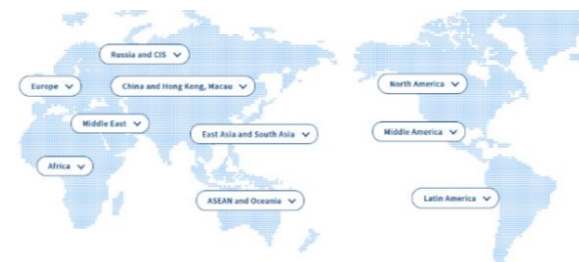 Russia and CIS
Europe
China and Hong Kong, Macau
North America
Middle East
East Asia and South Asia
Middle America
Africa
ASEAN and Oceania
Latin America